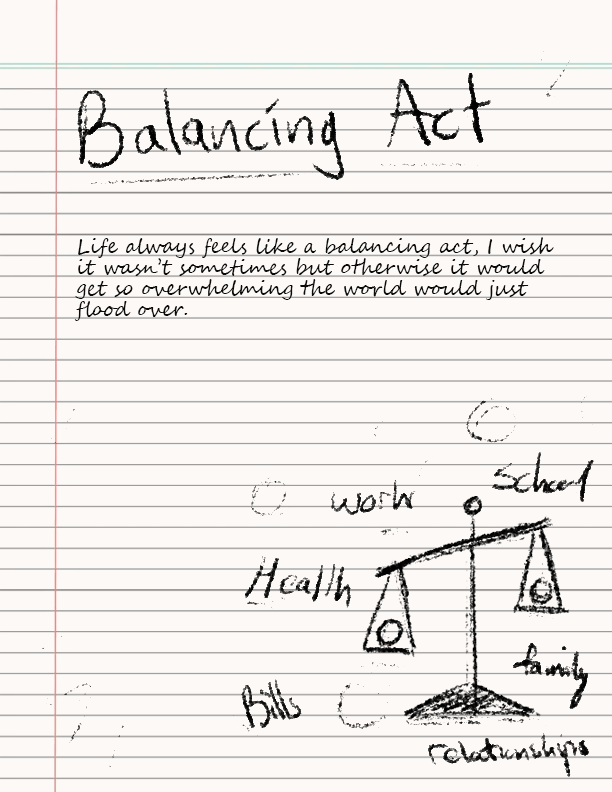 Balancing Act
Life always feels like a balancing act, I wish
it wasn't sometimes but otherwise it would
get so overwhelming the world would just
flood over.
School
work
Health
family
Bills
relationships